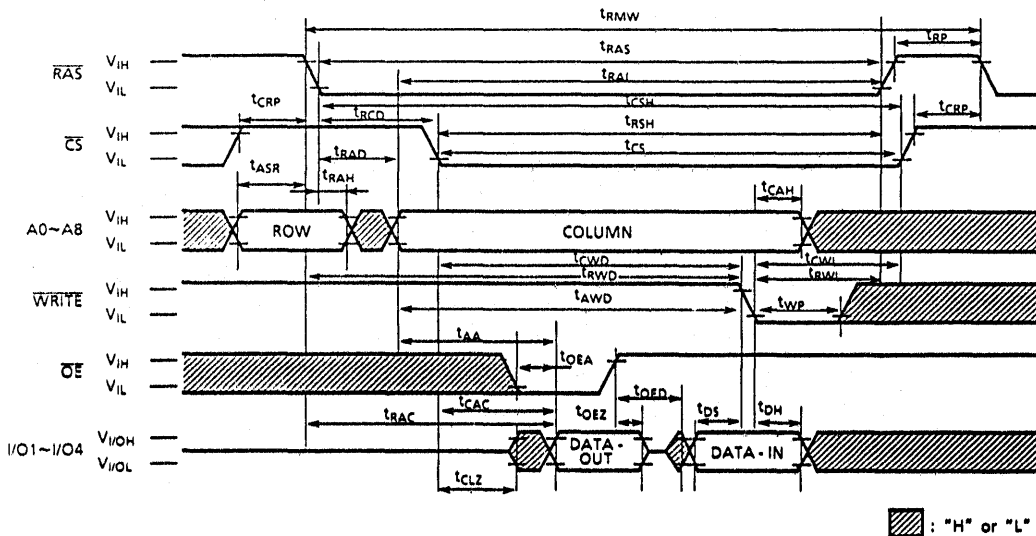 tRMW
tRAS
tRP
RAS
VIH
VIL
tRAL
tCSH
tCRP
tRCD
tCRP
CS
VIH
VIL
tRSH
tCS
tRAD
tASR
tRAH
tCAH
A0~A8
VIH
VIL
ROW
COLUMN
tCWD
tCWL
tRWD
tRWL
WRITE
VIH
VIL
tAWD
tWP
tAA
tOEA
OE
VIH
VIL
tOED
tCAC
tRAC
tOEZ
tDS
tDH
I/O1~I/O4
VI/OH
VI/OL
DATA-
OUT
DATA-IN
tCLZ
: "H" or "L"